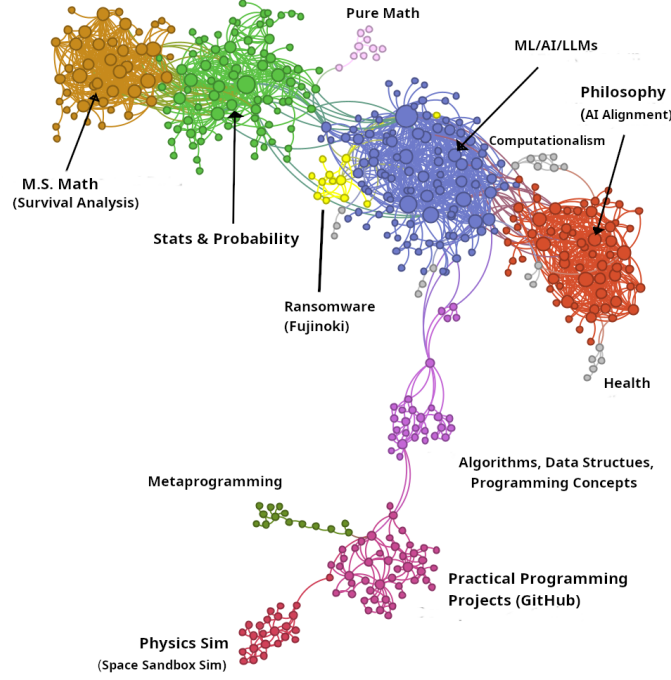 Pure Math
ML/AI/LLMs
Philosophy
(AI Alignment)
Computationalism
M.S. Math
(Survival Analysis)
Stats & Probability
Ransomware
(Fujinoki)
Health
Algorithms, Data Structues,
Programming Concepts
Metaprogramming
Practical Programming
Projects (GitHub)
Physics Sim
(Space Sandbox Sim)